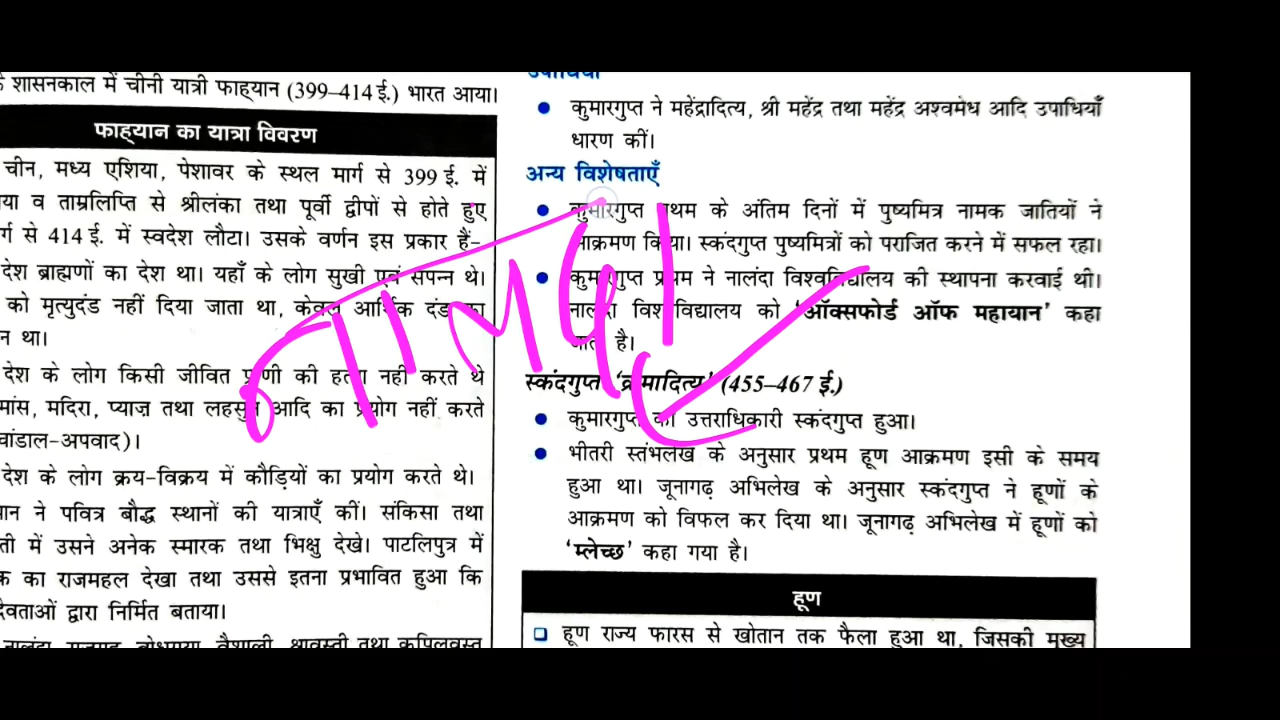 शासनकाल में चीनी यात्री फाह्यान (399–414 ई.) भारत आया।
फाह्यान का यात्रा विवरण
चीन, मध्य एशिया, पेशावर के स्थल मार्ग से 399 ई. में
या व ताम्रलिप्ति से श्रीलंका तथा पूर्वी द्वीपों से होते हुए
र्ग से 414 ई. में स्वदेश लौटा। उसके वर्णन इस प्रकार हैं–
देश ब्राह्मणों का देश था। यहाँ के लोग सुखी एवं संपन्न थे।
को मृत्युदंड नहीं दिया जाता था, केवल आर्थिक दंड का
न था।
देश के लोग किसी जीवित प्राणी की हत्या नहीं करते थे
मांस, मदिरा, प्याज़ तथा लहसुन आदि का प्रयोग नहीं करते
चांडाल–अपवाद)।
देश के लोग क्रय–विक्रय में कौड़ियों का प्रयोग करते थे।
यान ने पवित्र बौद्ध स्थानों की यात्राएँ कीं। संकिसा तथा
ती में उसने अनेक स्मारक तथा भिक्षु देखे। पाटलिपुत्र में
क का राजमहल देखा तथा उससे इतना प्रभावित हुआ कि
देवताओं द्वारा निर्मित बताया।
नालंदा, राजगृह, बोधगया, वैशाली, श्रावस्ती तथा कपिलवस्तु
उपाधियाँ
● कुमारगुप्त ने महेंद्रादित्य, श्री महेंद्र तथा महेंद्र अश्वमेध आदि उपाधियाँ
धारण कीं।
अन्य विशेषताएँ
● कुमारगुप्त प्रथम के अंतिम दिनों में पुष्यमित्र नामक जातियों ने
आक्रमण किया। स्कंदगुप्त पुष्यमित्रों को पराजित करने में सफल रहा।
● कुमारगुप्त प्रथम ने नालंदा विश्वविद्यालय की स्थापना करवाई थी।
नालंदा विश्वविद्यालय को ‘ऑक्सफोर्ड ऑफ महायान’ कहा
जाता है।
स्कंदगुप्त ‘क्रमादित्य’ (455–467 ई.)
● कुमारगुप्त का उत्तराधिकारी स्कंदगुप्त हुआ।
● भीतरी स्तंभलेख के अनुसार प्रथम हूण आक्रमण इसी के समय
हुआ था। जूनागढ़ अभिलेख के अनुसार स्कंदगुप्त ने हूणों के
आक्रमण को विफल कर दिया था। जूनागढ़ अभिलेख में हूणों को
‘म्लेच्छ’ कहा गया है।
हूण
❑ हूण राज्य फारस से खोतान तक फैला हुआ था, जिसकी मुख्य